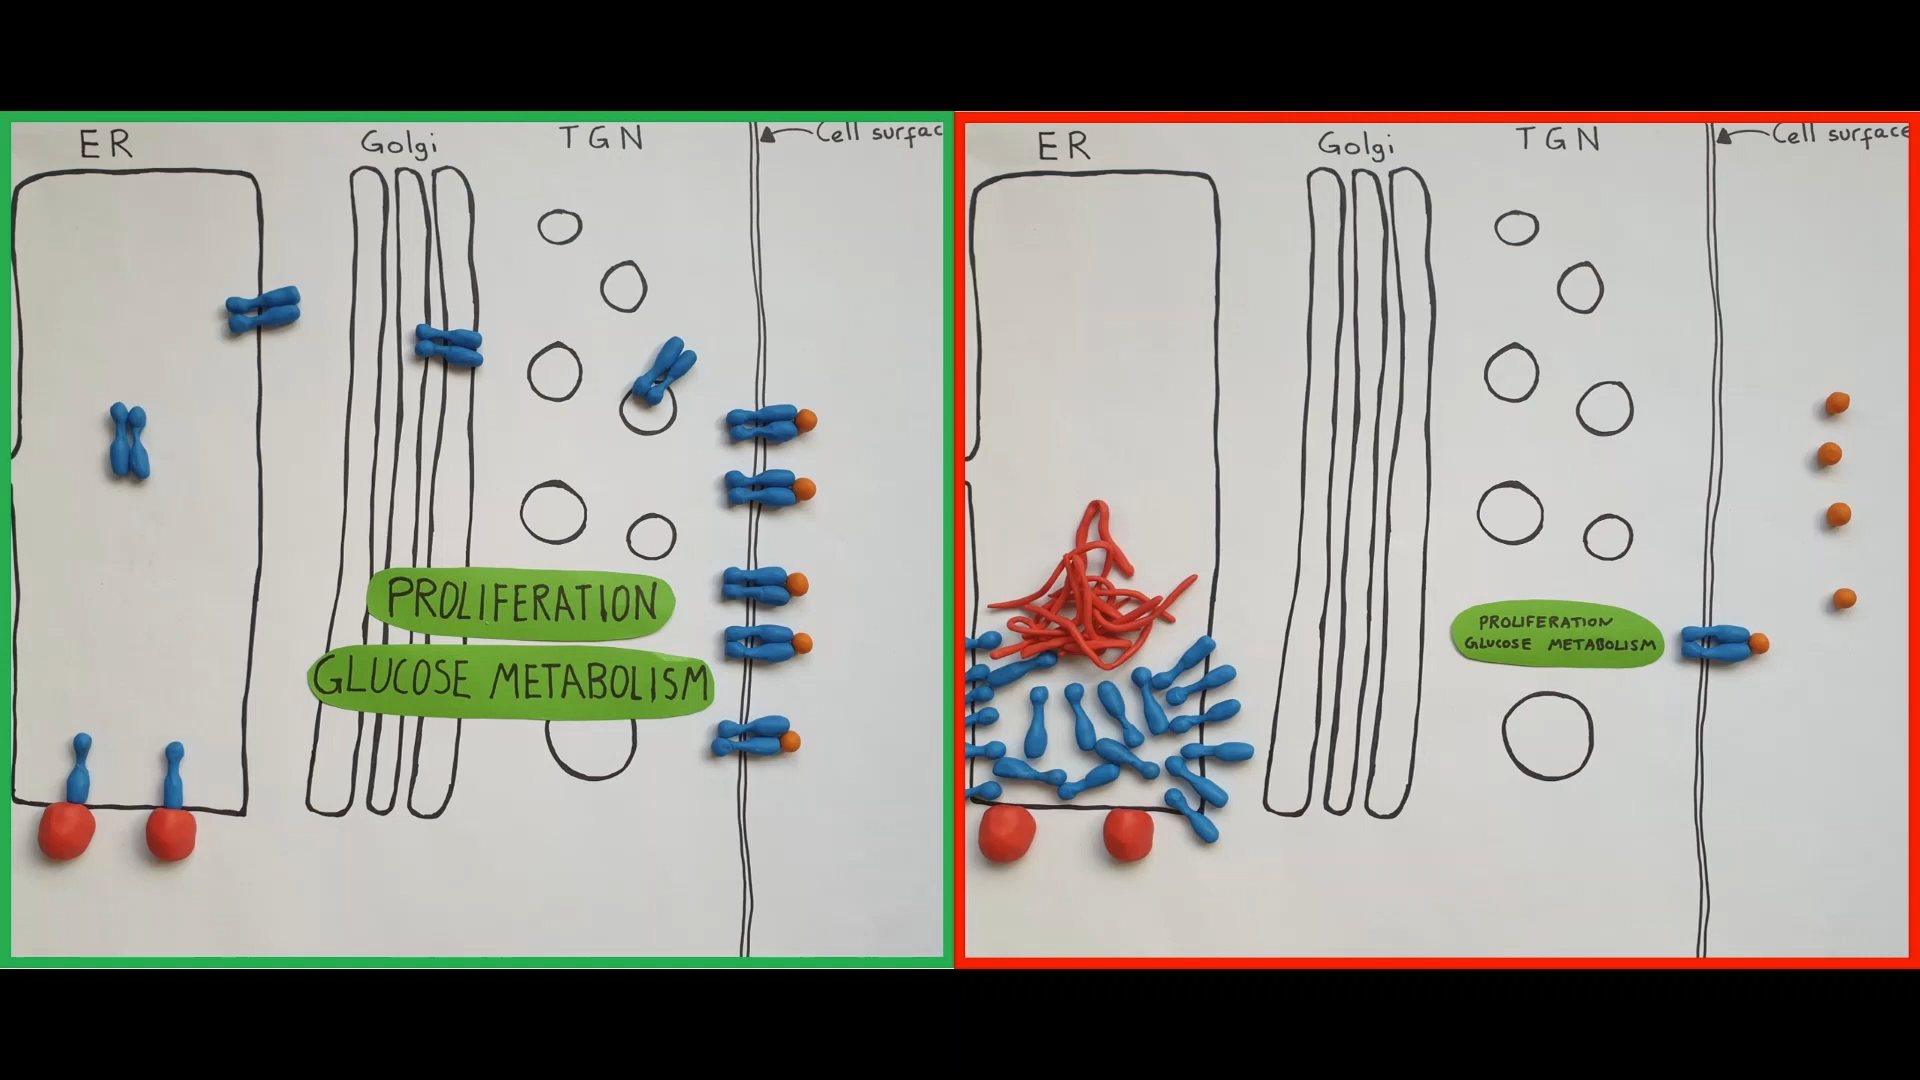 ER
Golgi
TGN
Cell surfac
PROLIFERATION
GLUCOSE METABOLISM
ER
Golgi
TGN
Cell surface
PROLIFERATION
GLUCOSE METABOLISM